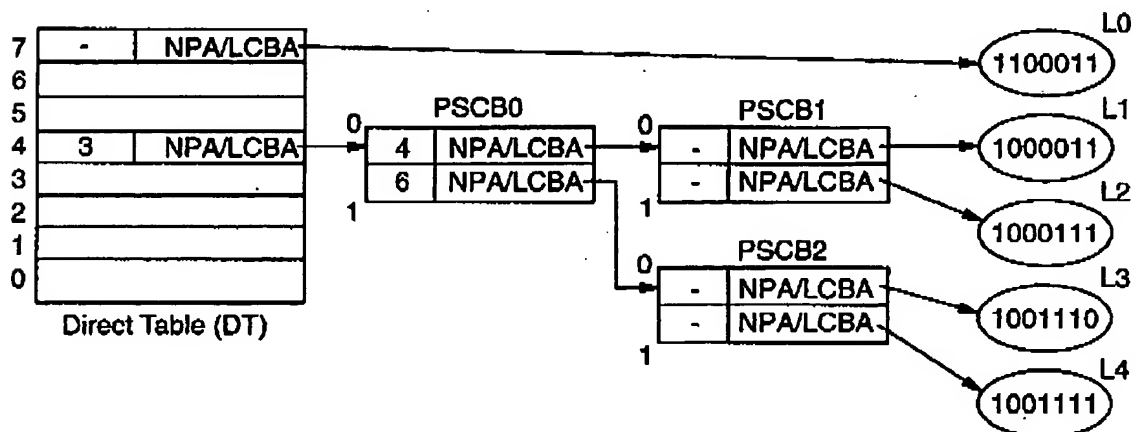 L0
7 - NPA/LCBA 1100011
6
5 PSCB0 PSCB1 L1
0 0
4 3 NPA/LCBA 4 NPA/LCBA - NPA/LCBA 1000011
3 6 NPA/LCBA - NPA/LCBA L2
2 1 1
1 1000111
PSCB2
0 0 L3
- NPA/LCBA
Direct Table (DT) - NPA/LCBA 1001110
1
L4
1001111